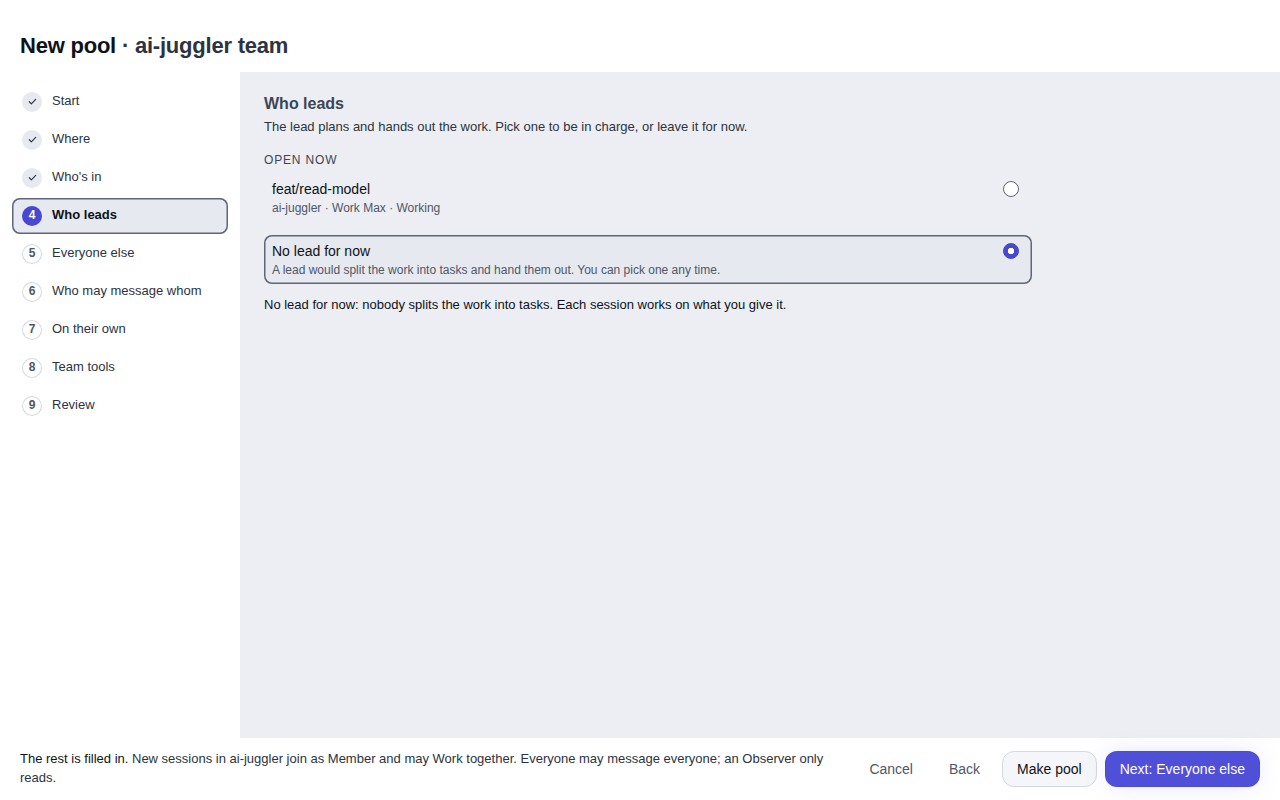 New pool · ai-juggler team
Start
Where
Who's in
4 Who leads
5 Everyone else
6 Who may message whom
7 On their own
8 Team tools
9 Review
Who leads
The lead plans and hands out the work. Pick one to be in charge, or leave it for now.
OPEN NOW
feat/read-model
ai-juggler · Work Max · Working
No lead for now
A lead would split the work into tasks and hand them out. You can pick one any time.
No lead for now: nobody splits the work into tasks. Each session works on what you give it.
The rest is filled in. New sessions in ai-juggler join as Member and may Work together. Everyone may message everyone; an Observer only
reads.
Cancel Back Make pool Next: Everyone else